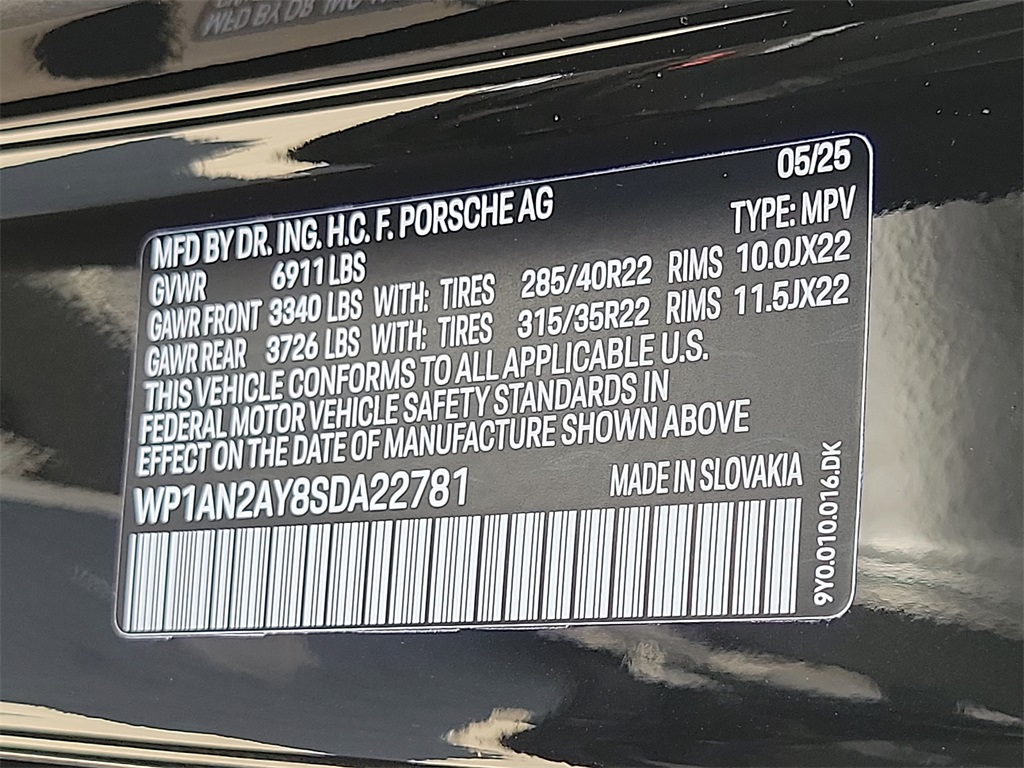 05/25
MFD BY DR. ING. H.C. F. PORSCHE AG TYPE: MPV
GVWR 6911 LBS
GAWR FRONT 3340 LBS WITH: TIRES 285/40R22 RIMS 10.0JX22
GAWR REAR 3726 LBS WITH: TIRES 315/35R22 RIMS 11.5JX22
THIS VEHICLE CONFORMS TO ALL APPLICABLE U.S.
FEDERAL MOTOR VEHICLE SAFETY STANDARDS IN
EFFECT ON THE DATE OF MANUFACTURE SHOWN ABOVE
WP1AN2AY8SDA22781 MADE IN SLOVAKIA
9Y0.010.016.DK